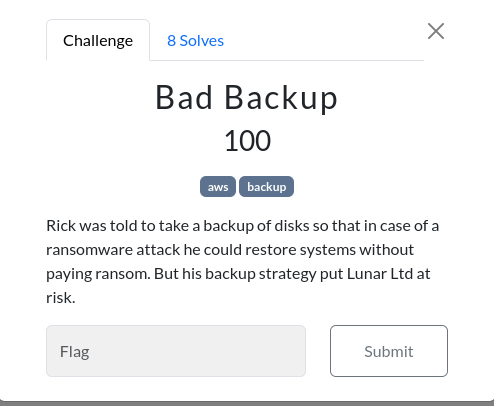 Challenge
8 Solves
Bad Backup
100
aws
backup
Rick was told to take a backup of disks so that in case of a
ransomware attack he could restore systems without
paying ransom. But his backup strategy put Lunar Ltd at
risk.
Flag
Submit